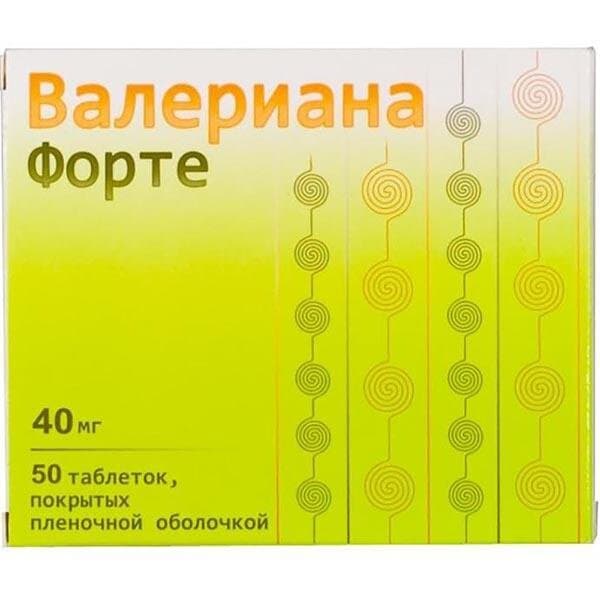 Валериана
Форте
40 мг
50 таблеток,
покрытых
пленочной оболочкой